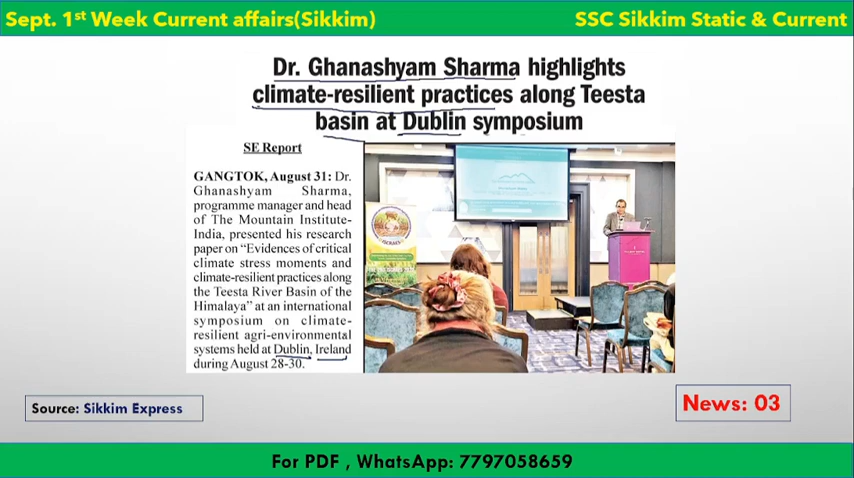 Sept. 1st Week Current affairs(Sikkim)
SSC Sikkim Static & Current
Dr. Ghanashyam Sharma highlights
climate-resilient practices along Teesta
basin at Dublin symposium
SE Report
GANGTOK, August 31: Dr.
Ghanashyam Sharma,
programme manager and head
of The Mountain Institute-
India, presented his research
paper on “Evidences of critical
climate stress moments and
climate-resilient practices along
the Teesta River Basin of the
Himalaya” at an international
symposium on climate-
resilient agri-environmental
systems held at Dublin, Ireland
during August 28-30.
Source: Sikkim Express
News: 03
For PDF , WhatsApp: 7797058659